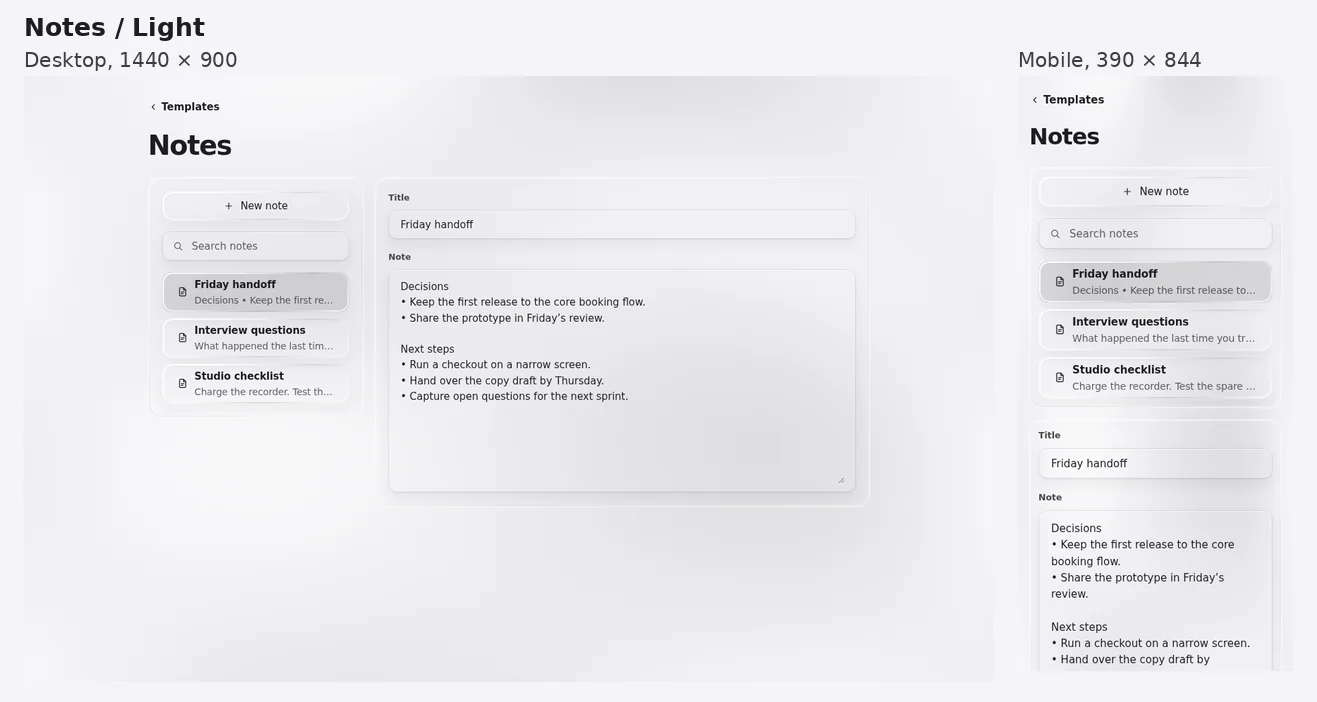 Notes / Light
Desktop, 1440 × 900
Templates
Notes
+ New note
Search notes
Friday handoff
Decisions • Keep the first re…
Interview questions
What happened the last tim…
Studio checklist
Charge the recorder. Test th…
Title
Friday handoff
Note
Decisions
• Keep the first release to the core booking flow.
• Share the prototype in Friday’s review.
Next steps
• Run a checkout on a narrow screen.
• Hand over the copy draft by Thursday.
• Capture open questions for the next sprint.
Mobile, 390 × 844
Templates
Notes
+ New note
Search notes
Friday handoff
Decisions • Keep the first release to…
Interview questions
What happened the last time you tr…
Studio checklist
Charge the recorder. Test the spare …
Title
Friday handoff
Note
Decisions
• Keep the first release to the core
booking flow.
• Share the prototype in Friday’s
review.
Next steps
• Run a checkout on a narrow screen.
• Hand over the copy draft by